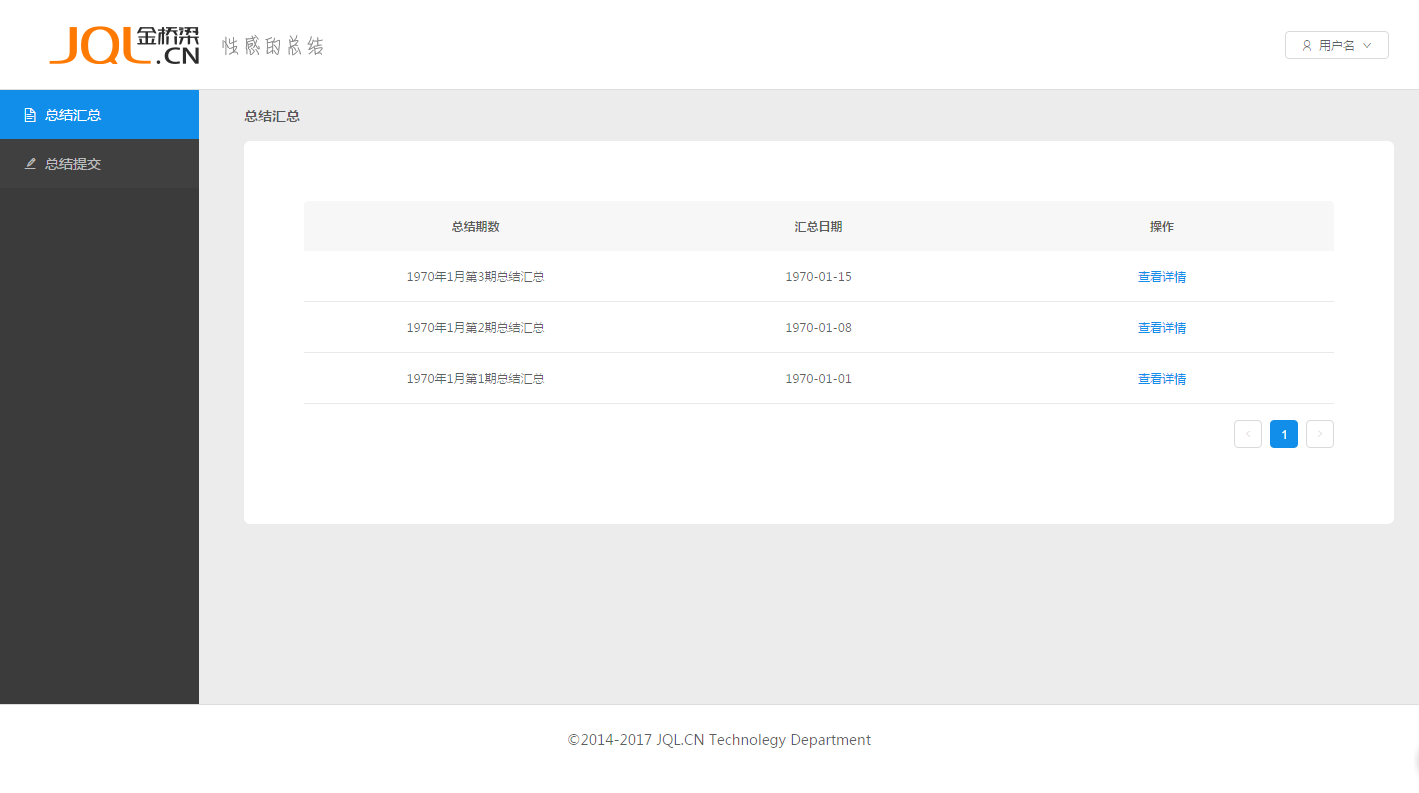 JQL金桥梁.CN
性感的总结
用户名
总结汇总
总结提交
总结汇总
总结期数 汇总日期 操作
1970年1月第3期总结汇总 1970-01-15 查看详情
1970年1月第2期总结汇总 1970-01-08 查看详情
1970年1月第1期总结汇总 1970-01-01 查看详情
< 1 >
©2014-2017 JQL.CN Technolegy Department